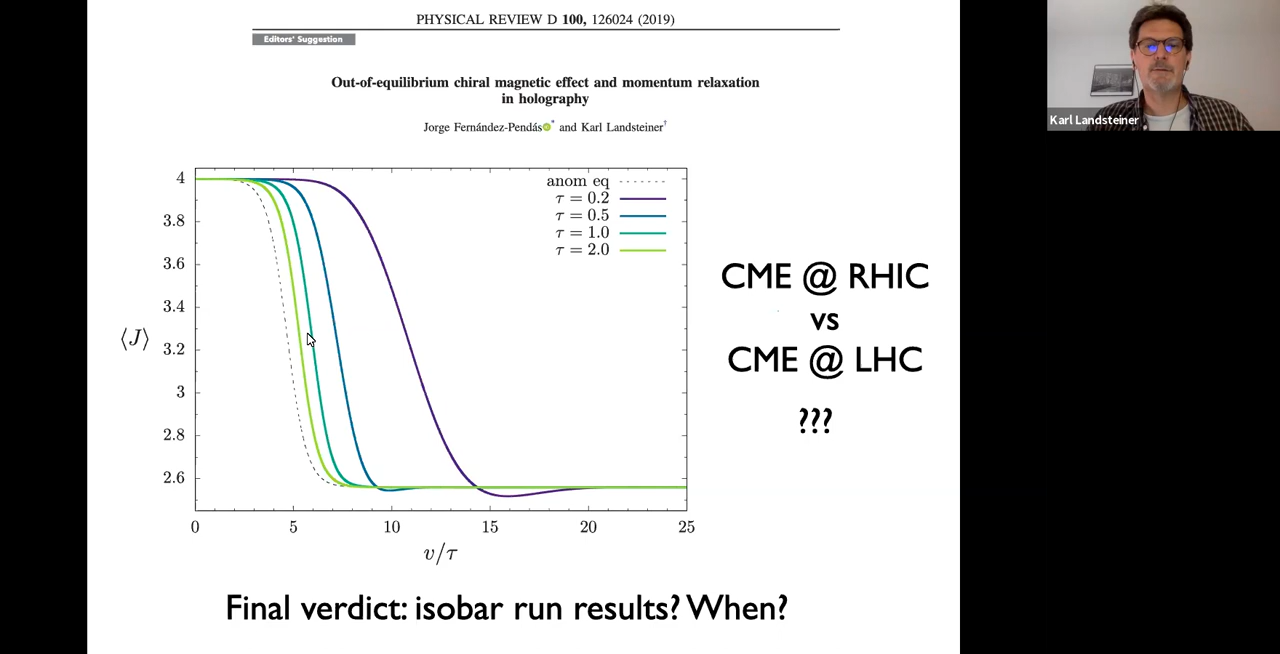 PHYSICAL REVIEW D 100, 126024 (2019)
Editors' Suggestion
Out-of-equilibrium chiral magnetic effect and momentum relaxation
in holography
Jorge Fernández-Pendás * and Karl Landsteiner†
Karl Landsteiner
anom eq
τ = 0.2
τ = 0.5
τ = 1.0
τ = 2.0
4
3.8
3.6
3.4
3.2
3
2.8
2.6
⟨J⟩
0 5 10 15 20 25
v/τ
CME @ RHIC
vs
CME @ LHC
???
Final verdict: isobar run results? When?